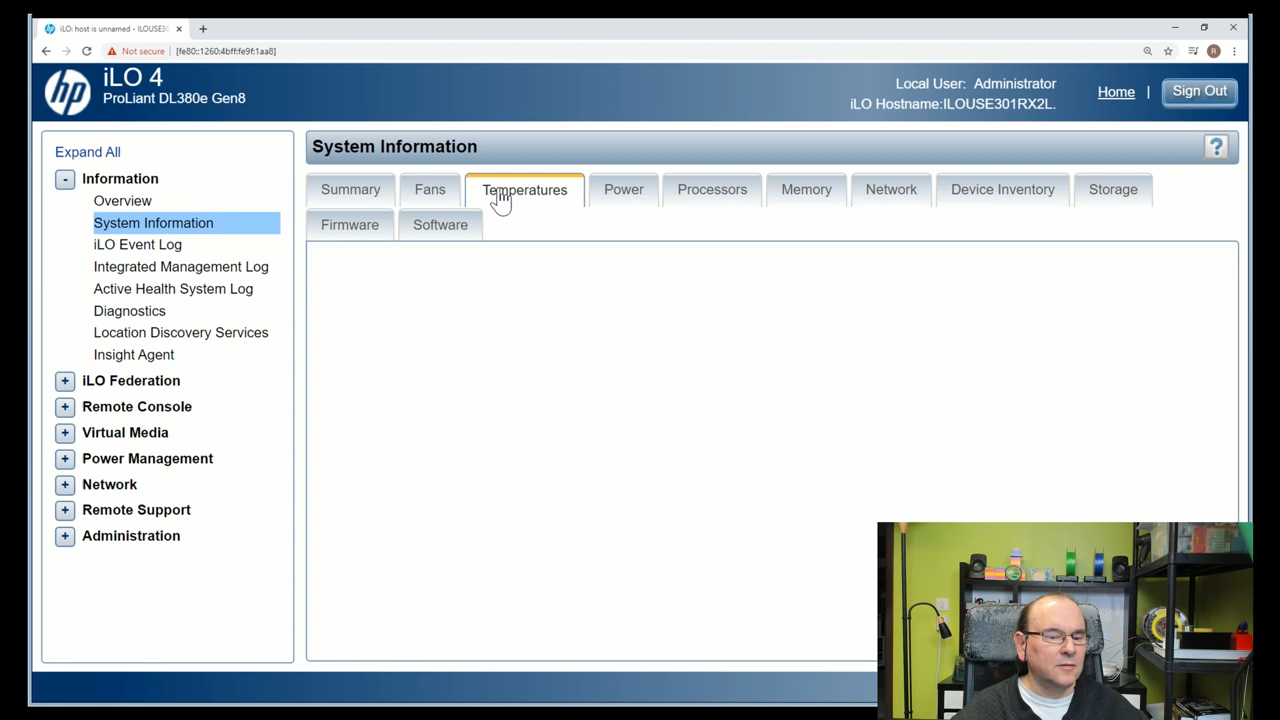 iLO: host is unnamed - ILOUSE30
Not secure [fe80::1260:4bff:fe9f:1aa8]
R
hp
iLO 4
ProLiant DL380e Gen8
Local User: Administrator
iLO Hostname:ILOUSE301RX2L.
Home | Sign Out
Expand All
- Information
Overview
System Information
iLO Event Log
Integrated Management Log
Active Health System Log
Diagnostics
Location Discovery Services
Insight Agent
+ iLO Federation
+ Remote Console
+ Virtual Media
+ Power Management
+ Network
+ Remote Support
+ Administration
System Information
?
Summary Fans Temperatures Power Processors Memory Network Device Inventory Storage
Firmware Software